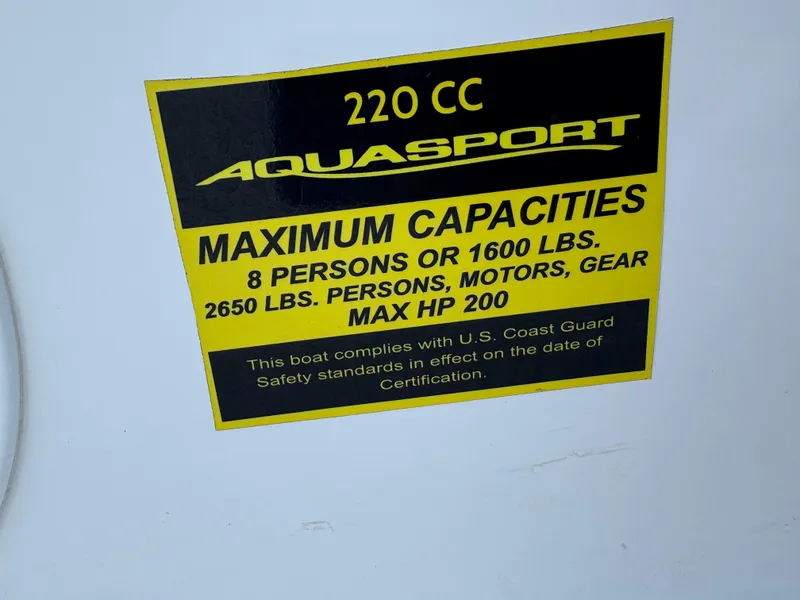 220 CC
AQUASPORT
MAXIMUM CAPACITIES
8 PERSONS OR 1600 LBS.
2650 LBS. PERSONS, MOTORS, GEAR
MAX HP 200
This boat complies with U.S. Coast Guard
Safety standards in effect on the date of
Certification.